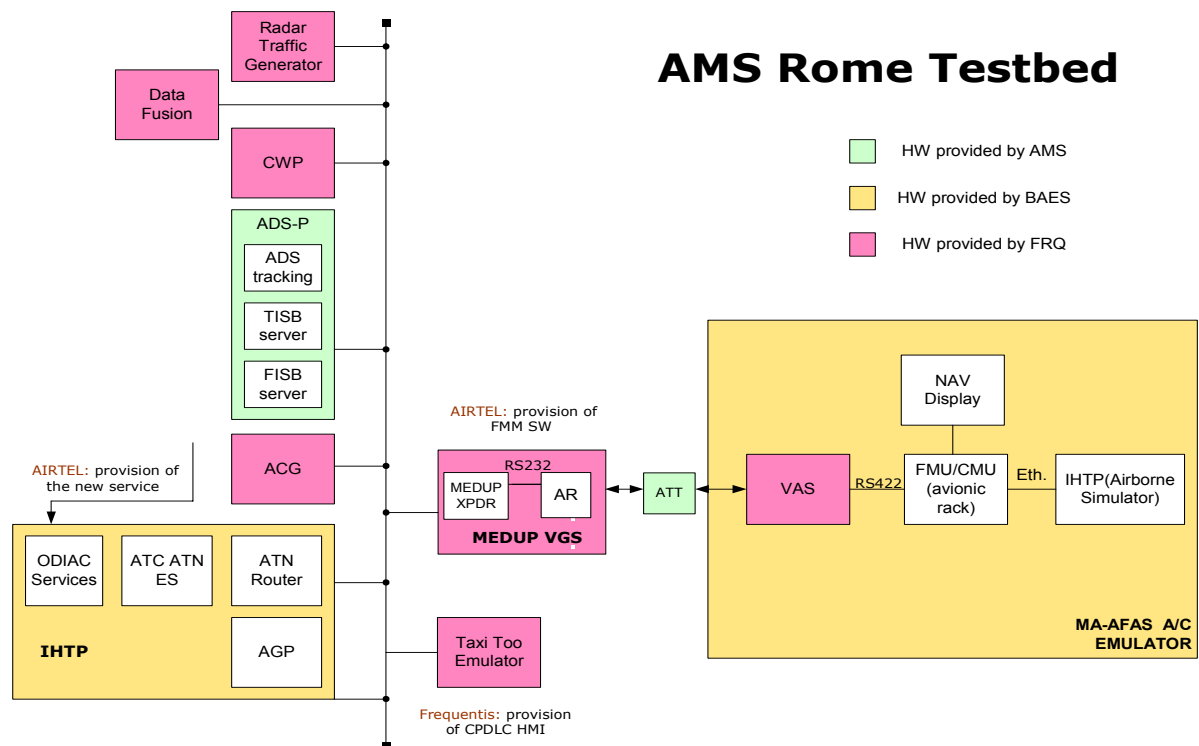 AMS Rome Testbed
Radar
Traffic
Generator
Data
Fusion
CWP
HW provided by AMS
HW provided by BAES
HW provided by FRQ
ADS-P
ADS
tracking
TISB
server
FISB
server
AIRTEL: provision of
the new service
ACG
AIRTEL: provision of
FMM SW
RS232
MEDUP
XPDR
AR
MEDUP VGS
ATT
VAS
RS422
NAV
Display
FMU/CMU
(avionic
rack)
Eth.
IHTP(Airborne
Simulator)
MA-AFAS A/C
EMULATOR
ODIAC
Services
ATC ATN
ES
ATN
Router
AGP
IHTP
Taxi Too
Emulator
Frequentis: provision
of CPDLC HMI